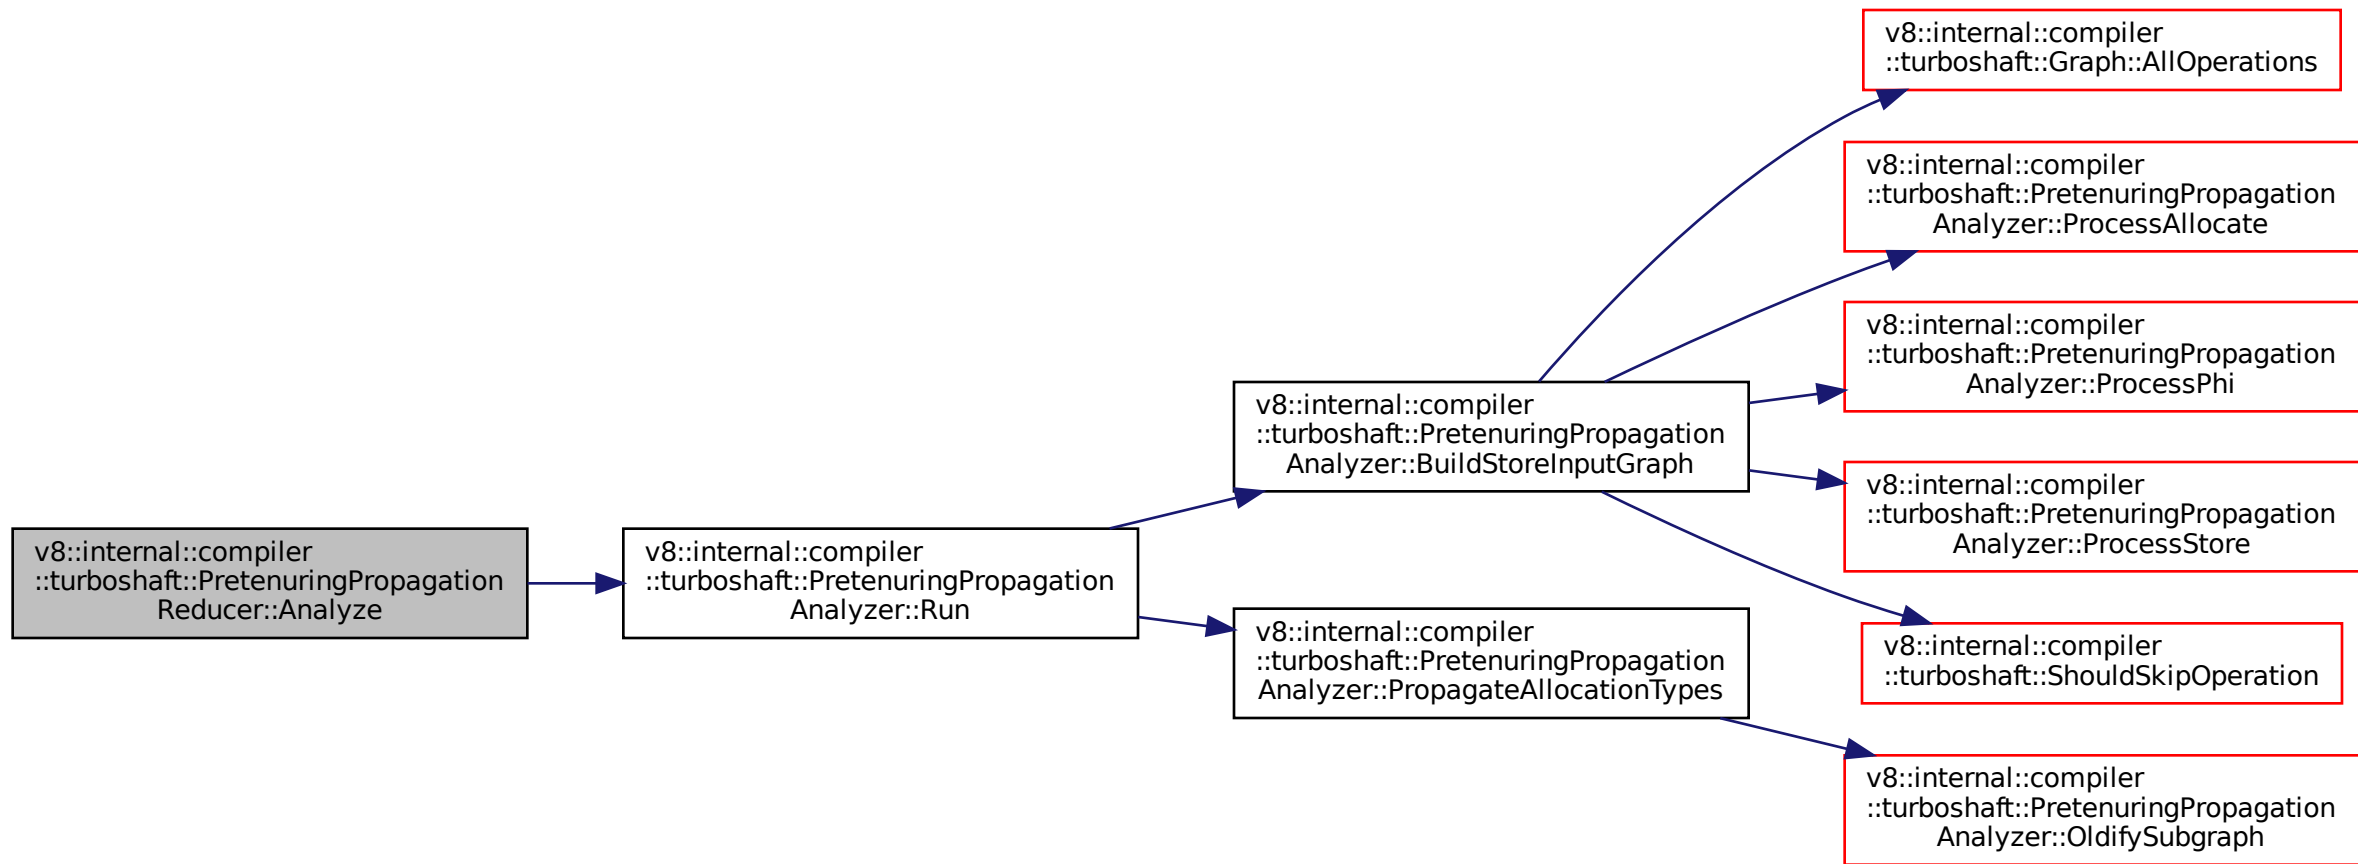 v8::internal::compiler
::turboshaft::Graph::AllOperations
v8::internal::compiler
::turboshaft::PretenuringPropagation
Analyzer::ProcessAllocate
v8::internal::compiler
::turboshaft::PretenuringPropagation
Analyzer::ProcessPhi
v8::internal::compiler
::turboshaft::PretenuringPropagation
Analyzer::BuildStoreInputGraph
v8::internal::compiler
::turboshaft::PretenuringPropagation
Analyzer::ProcessStore
v8::internal::compiler
::turboshaft::PretenuringPropagation
Reducer::Analyze
v8::internal::compiler
::turboshaft::PretenuringPropagation
Analyzer::Run
v8::internal::compiler
::turboshaft::PretenuringPropagation
Analyzer::PropagateAllocationTypes
v8::internal::compiler
::turboshaft::ShouldSkipOperation
v8::internal::compiler
::turboshaft::PretenuringPropagation
Analyzer::OldifySubgraph